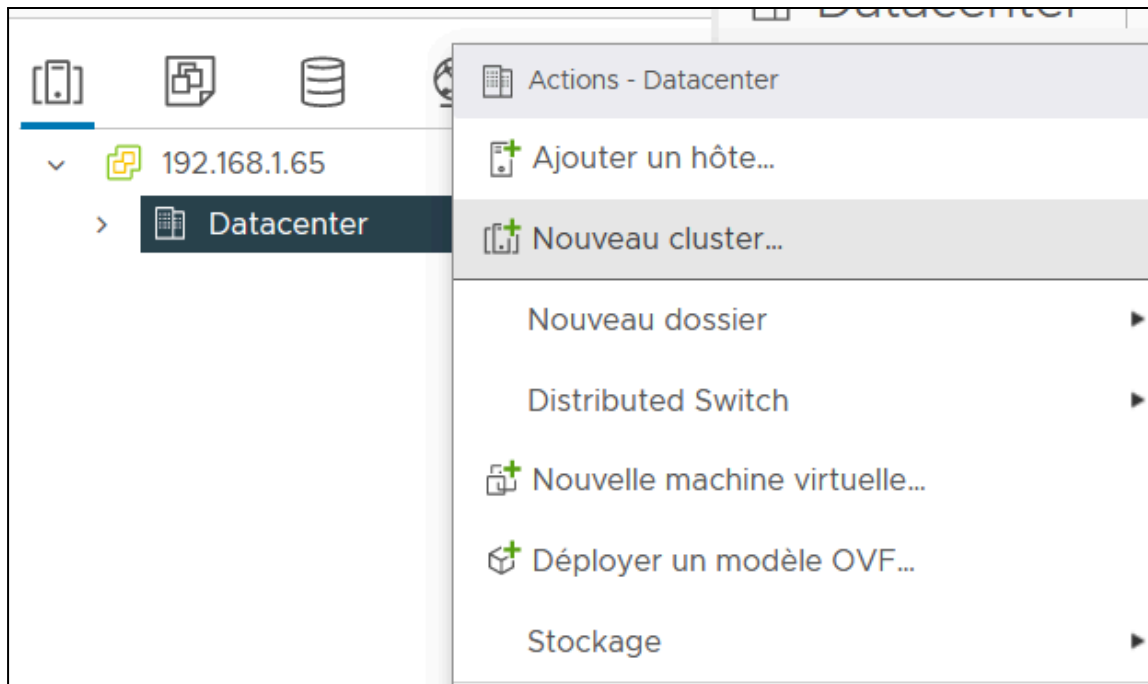 Datacenter
Actions - Datacenter
192.168.1.65
Ajouter un hôte...
Datacenter
Nouveau cluster...
Nouveau dossier
Distributed Switch
Nouvelle machine virtuelle...
Déployer un modèle OVF...
Stockage